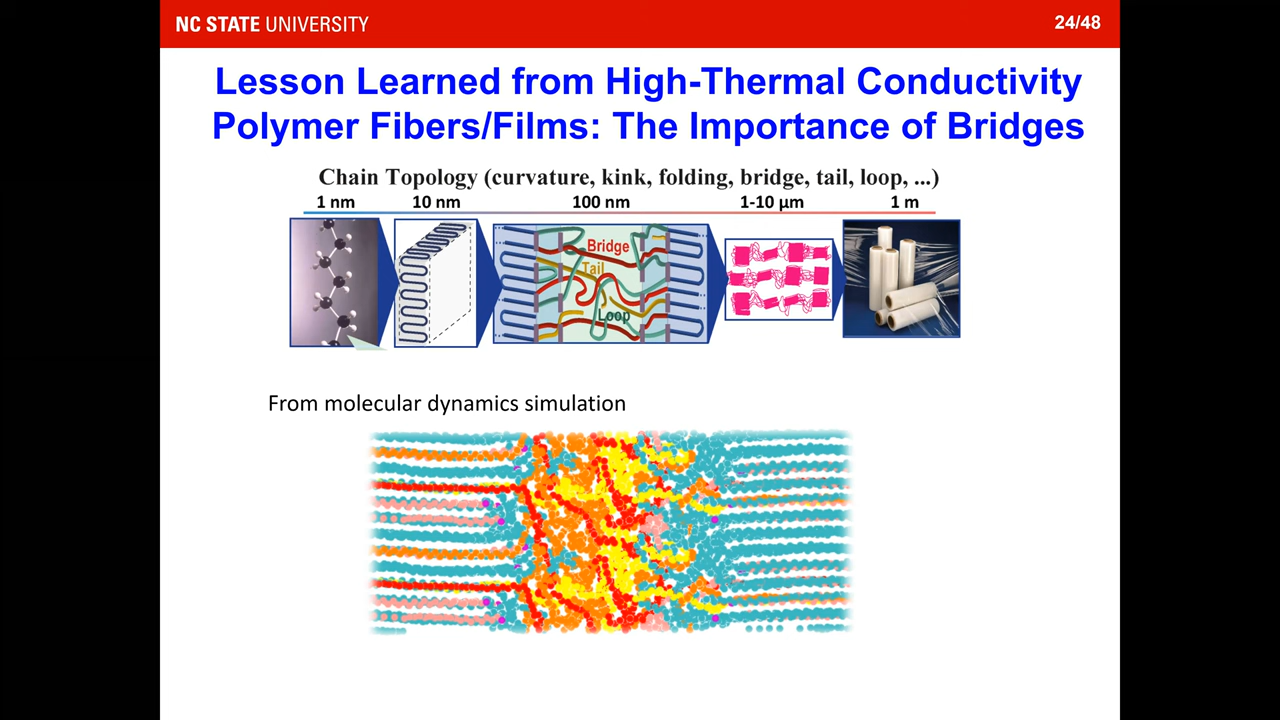 NC STATE UNIVERSITY
24/48
Lesson Learned from High-Thermal Conductivity
Polymer Fibers/Films: The Importance of Bridges
Chain Topology (curvature, kink, folding, bridge, tail, loop, ...)
1 nm 10 nm 100 nm 1-10 μm 1 m
Bridge
Tail
Loop
From molecular dynamics simulation